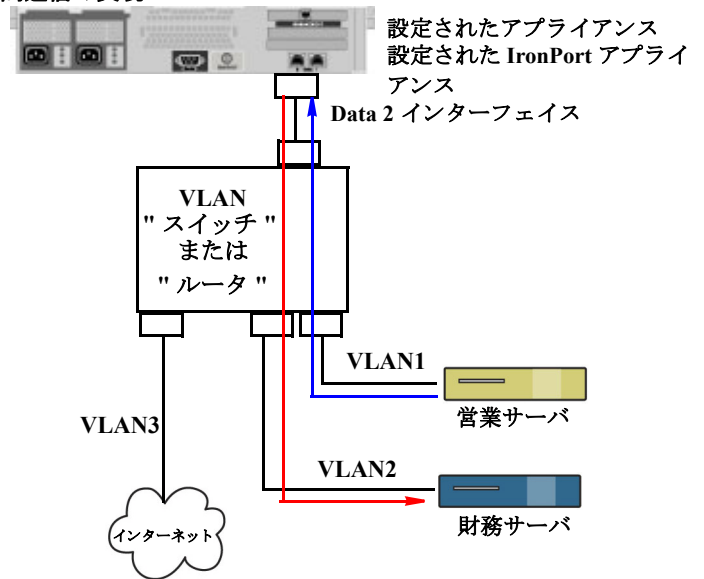 設定されたアプライアンス
設定された IronPort アプライ
アンス
Data 2 インターフェイス
VLAN
" スイッチ "
または
" ルータ "
VLAN1
営業サーバ
VLAN3
VLAN2
インターネット
財務サーバ